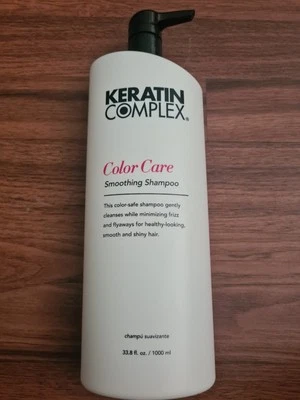 KERATIN
COMPLEX®
Color Care
Smoothing Shampoo
This color-safe shampoo gently
cleanses while minimizing frizz
and flyaways for healthy-looking,
smooth and shiny hair.
champú suavizante
33.8 fl. oz. / 1000 ml